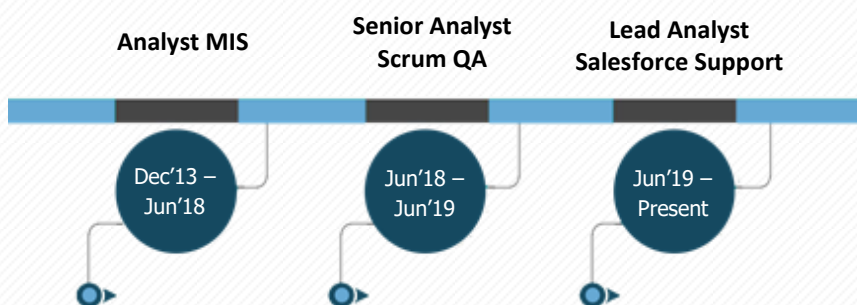 Analyst MIS
Senior Analyst
Scrum QA
Lead Analyst
Salesforce Support
Dec’13 –
Jun’18
Jun’18 –
Jun’19
Jun’19 –
Present